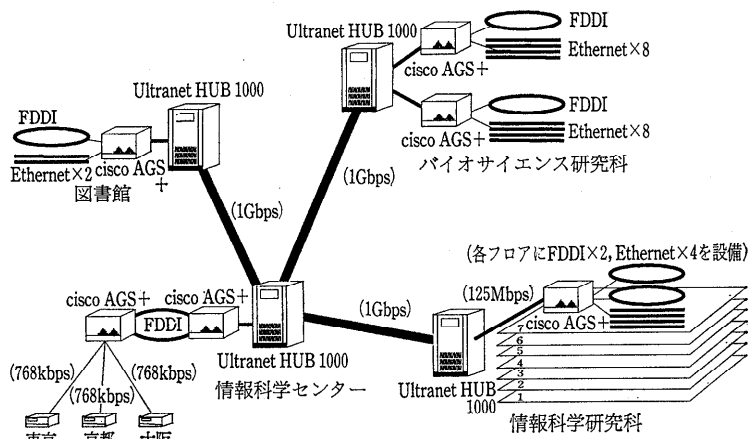 Ultranet HUB 1000
FDDI
Ethernet×8
cisco AGS+
FDDI
Ethernet×8
cisco AGS+
バイオサイエンス研究科
Ultranet HUB 1000
FDDI
Ethernet×2
cisco AGS
+
図書館
(1Gbps)
(1Gbps)
(各フロアにFDDI×2, Ethernet×4を設備)
(125Mbps)
cisco AGS+
(1Gbps)
7
6
5
4
3
2
1
Ultranet HUB
1000
情報科学研究科
cisco AGS+
cisco AGS+
FDDI
Ultranet HUB 1000
情報科学センター
(768kbps)
(768kbps)
(768kbps)
東京
京都
大阪